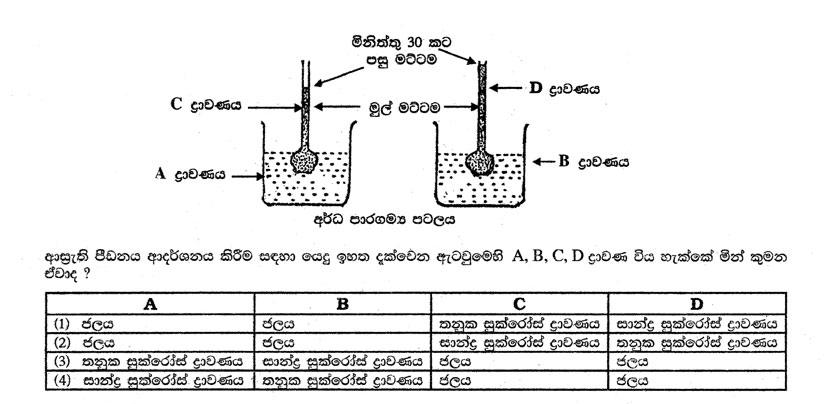 මිනිත්තු 30 කට
පසු මට්ටම
C ද්‍රාවණය
මුල් මට්ටම
D ද්‍රාවණය
A ද්‍රාවණය
B ද්‍රාවණය
අර්ධ පාරගම්‍ය පටලය
ආස්‍රැති පීඩනය ආදර්ශනය කිරීම සඳහා යෙදූ ඉහත දැක්වෙන ඇටවුමෙහි A, B, C, D ද්‍රාවණ විය හැක්කේ මින් කුමන
ඒවාද ?
A B C D
(1) ජලය ජලය තනුක සුක්රෝස් ද්‍රාවණය සාන්ද්‍ර සුක්රෝස් ද්‍රාවණය
(2) ජලය ජලය සාන්ද්‍ර සුක්රෝස් ද්‍රාවණය තනුක සුක්රෝස් ද්‍රාවණය
(3) තනුක සුක්රෝස් ද්‍රාවණය සාන්ද්‍ර සුක්රෝස් ද්‍රාවණය ජලය ජලය
(4) සාන්ද්‍ර සුක්රෝස් ද්‍රාවණය තනුක සුක්රෝස් ද්‍රාවණය ජලය ජලය